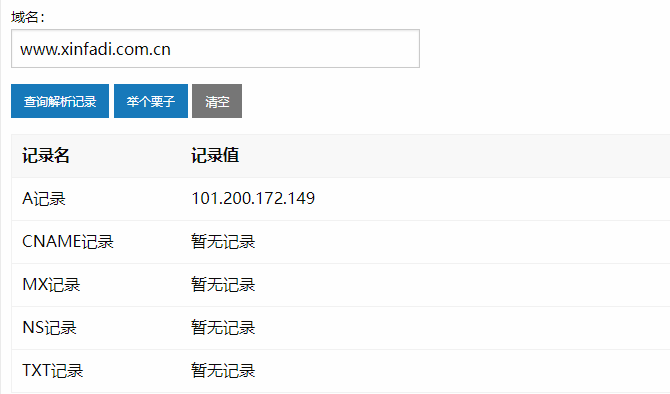 域名：
www.xinfadi.com.cn
查询解析记录 举个栗子 清空
记录名 记录值
A记录 101.200.172.149
CNAME记录 暂无记录
MX记录 暂无记录
NS记录 暂无记录
TXT记录 暂无记录